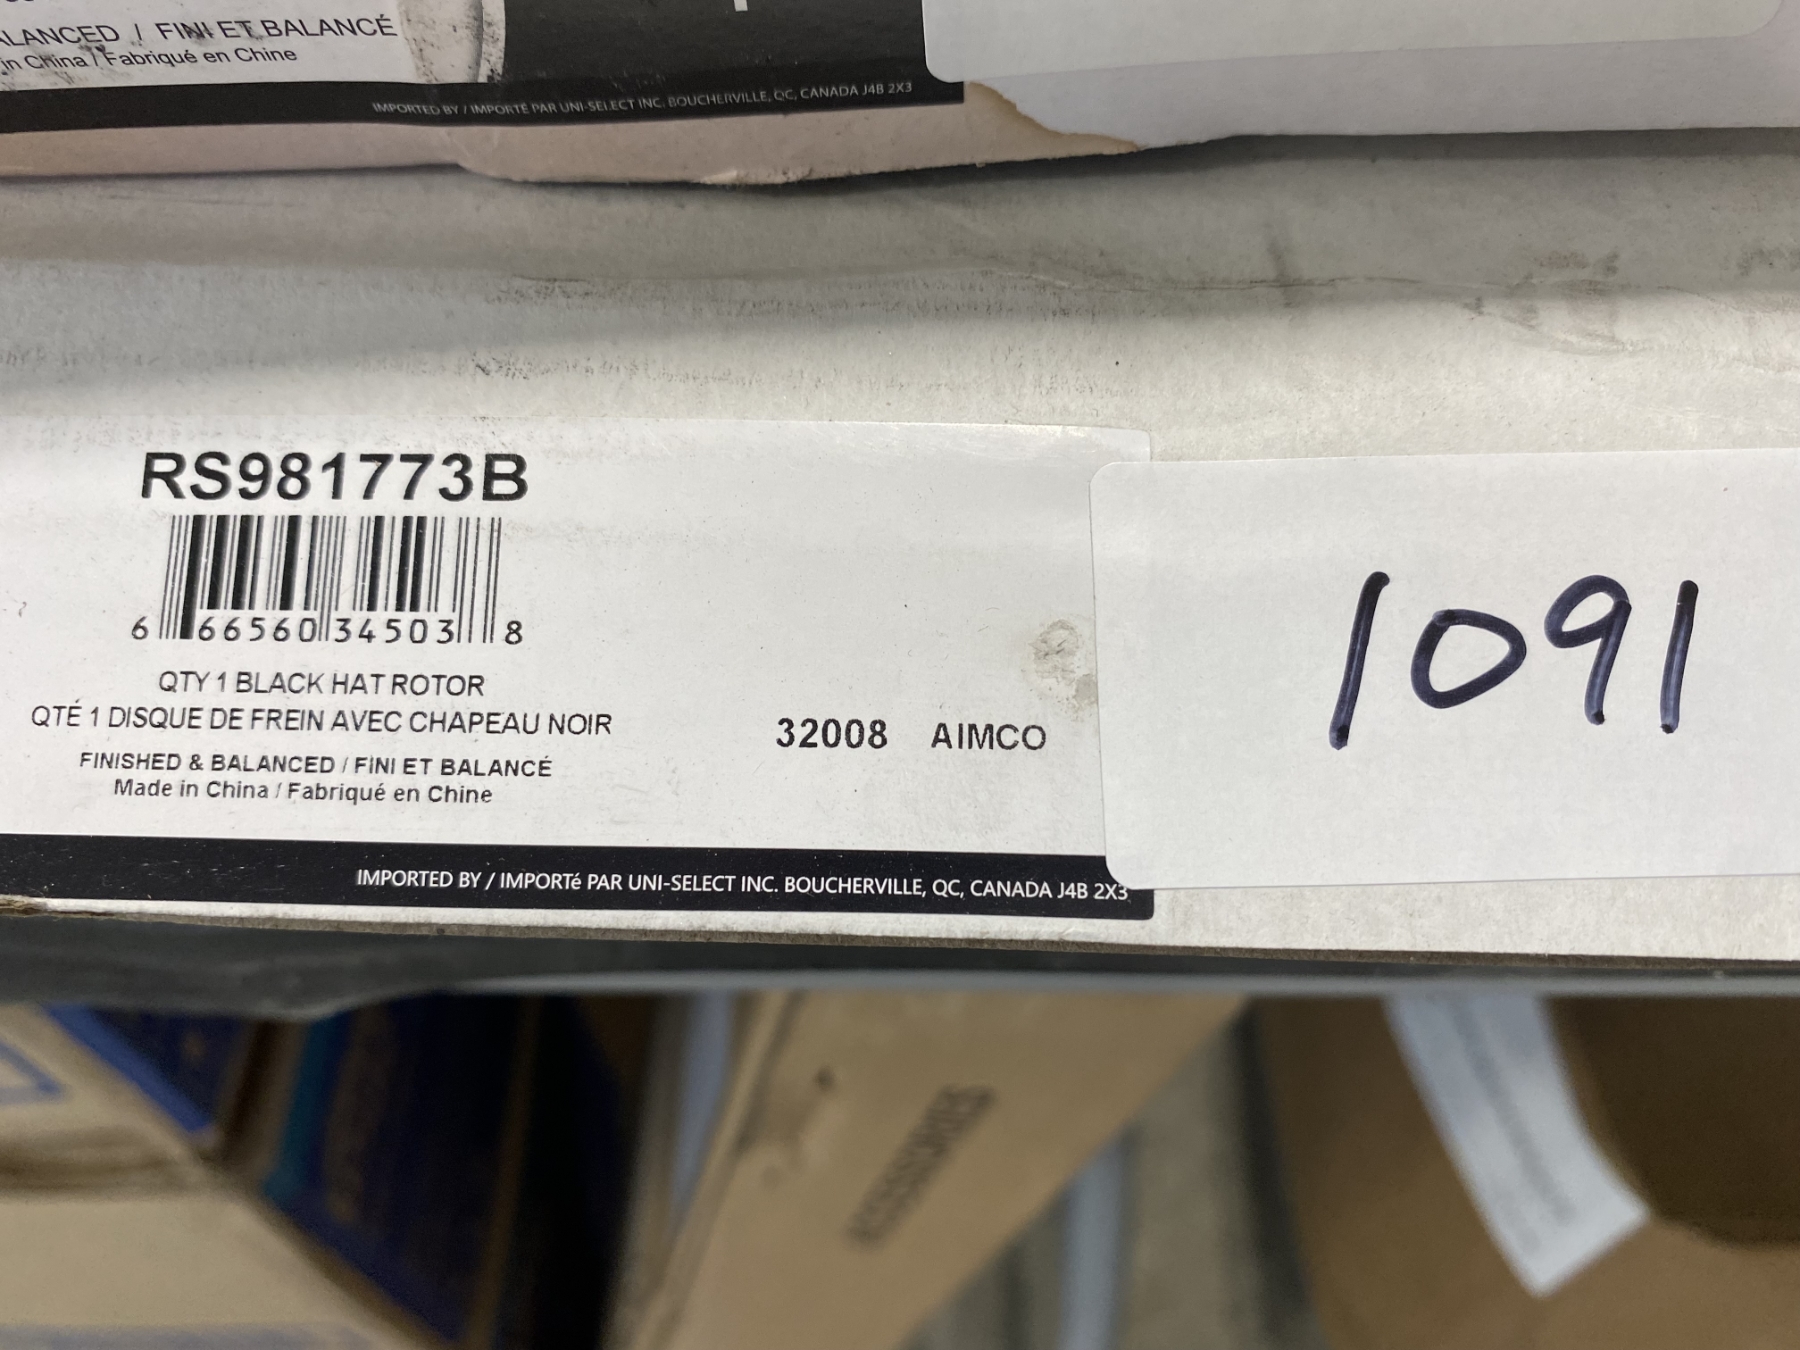 ALANCED / FINI ET BALANCÉ
in China / Fabriqué en Chine
IMPORTED BY / IMPORTÉ PAR UNI-SELECT INC. BOUCHERVILLE, QC, CANADA J4B 2X3
RS981773B
6 66560 34503 8
QTY 1 BLACK HAT ROTOR
QTÉ 1 DISQUE DE FREIN AVEC CHAPEAU NOIR
32008 AIMCO
FINISHED & BALANCED / FINI ET BALANCÉ
Made in China / Fabriqué en Chine
IMPORTED BY / IMPORTé PAR UNI-SELECT INC. BOUCHERVILLE, QC, CANADA J4B 2X3
1091